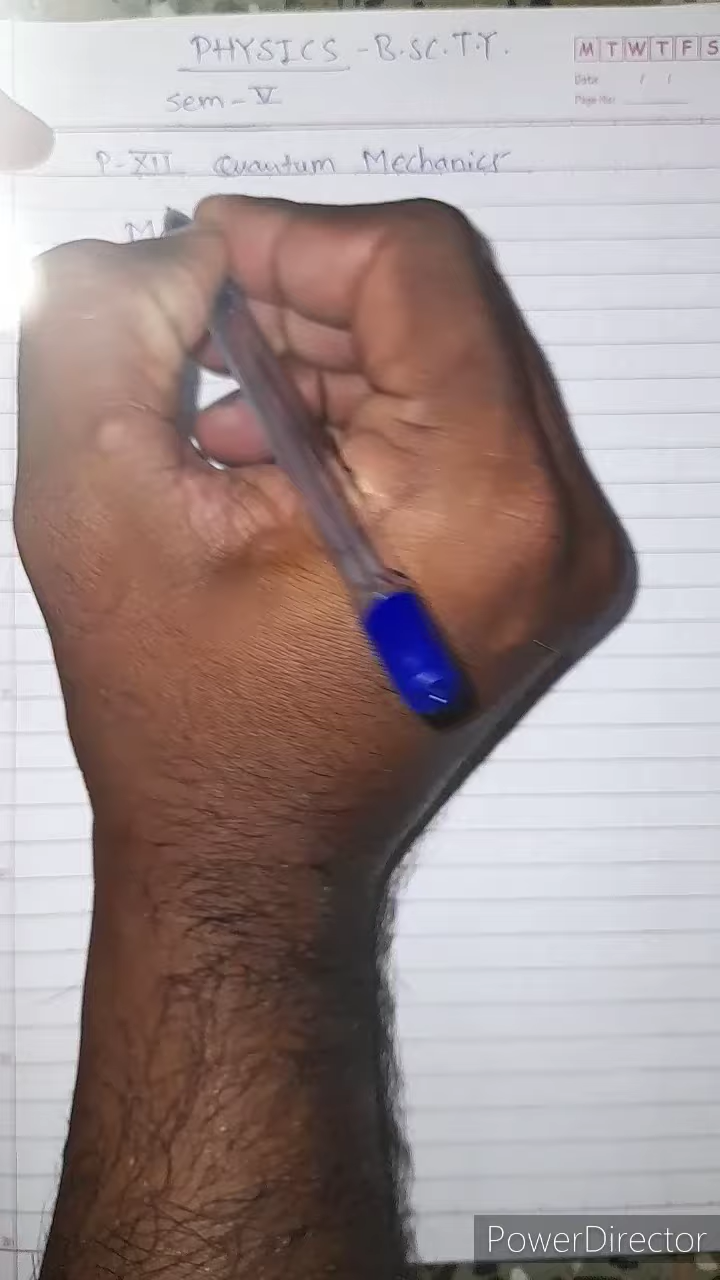 PHYSICS - B.SC.T.Y.
M T W T F S
Sem - V
Date / /
Page No:
P-XII Quantum Mechanics
M
PowerDirector